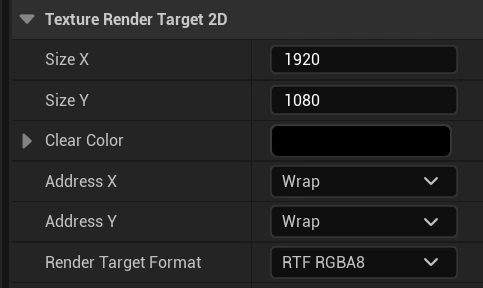 Texture Render Target 2D
Size X 1920
Size Y 1080
Clear Color
Address X Wrap
Address Y Wrap
Render Target Format RTF RGBA8